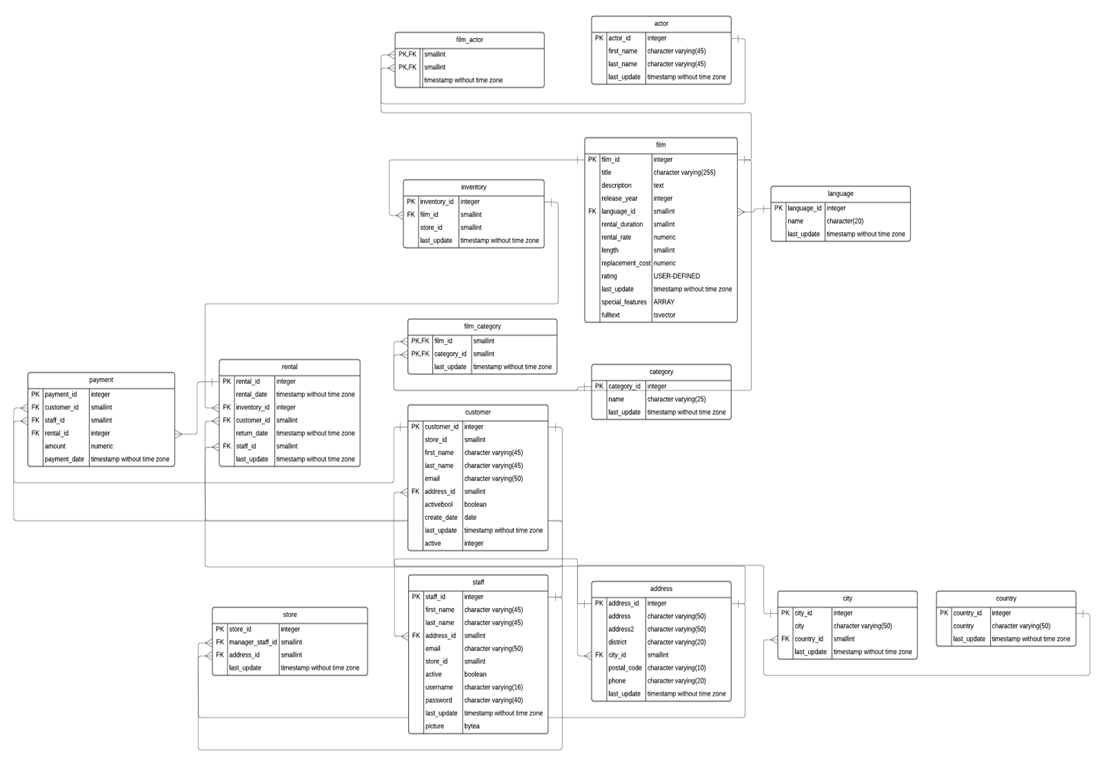 actor
PK actor_id integer
first_name character varying(45)
last_name character varying(45)
last_update timestamp without time zone
film_actor
PK,FK smallint
PK,FK smallint
timestamp without time zone
film
PK film_id integer
title character varying(255)
description text
release_year integer
FK language_id smallint
rental_duration smallint
rental_rate numeric
length smallint
replacement_cost numeric
rating USER-DEFINED
last_update timestamp without time zone
special_features ARRAY
fulltext tsvector
inventory
PK inventory_id integer
FK film_id smallint
store_id smallint
last_update timestamp without time zone
language
PK language_id integer
name character(20)
last_update timestamp without time zone
film_category
PK,FK film_id smallint
PK,FK category_id smallint
last_update timestamp without time zone
rental
PK rental_id integer
rental_date timestamp without time zone
FK inventory_id integer
FK customer_id smallint
return_date timestamp without time zone
FK staff_id smallint
last_update timestamp without time zone
category
PK category_id integer
name character varying(25)
last_update timestamp without time zone
payment
PK payment_id integer
FK customer_id smallint
FK staff_id smallint
FK rental_id integer
amount numeric
payment_date timestamp without time zone
customer
PK customer_id integer
store_id smallint
first_name character varying(45)
last_name character varying(45)
email character varying(50)
FK address_id smallint
activebool boolean
create_date date
last_update timestamp without time zone
active integer
staff
PK staff_id integer
first_name character varying(45)
last_name character varying(45)
FK address_id smallint
email character varying(50)
store_id smallint
active boolean
username character varying(16)
password character varying(40)
last_update timestamp without time zone
picture bytea
address
PK address_id integer
address character varying(50)
address2 character varying(50)
district character varying(20)
FK city_id smallint
postal_code character varying(10)
phone character varying(20)
last_update timestamp without time zone
city
PK city_id integer
city character varying(50)
FK country_id smallint
last_update timestamp without time zone
country
PK country_id integer
country character varying(50)
last_update timestamp without time zone
store
PK store_id integer
FK manager_staff_id smallint
FK address_id smallint
last_update timestamp without time zone